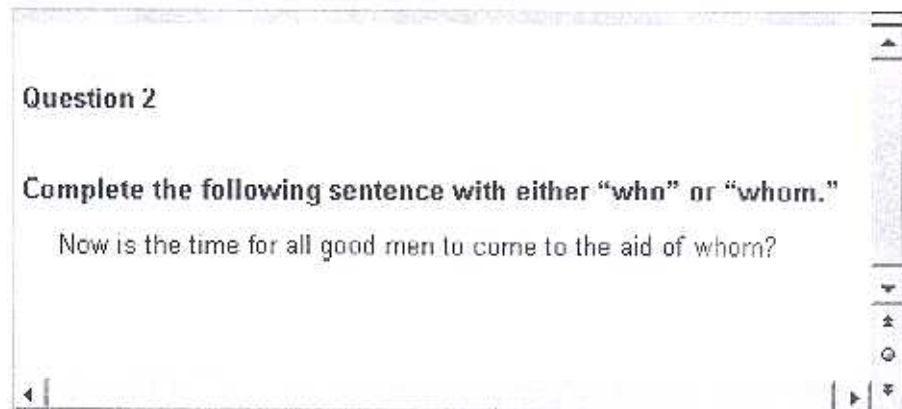 Question 2
Complete the following sentence with either “who” or “whom.”
Now is the time for all good men to come to the aid of whom?